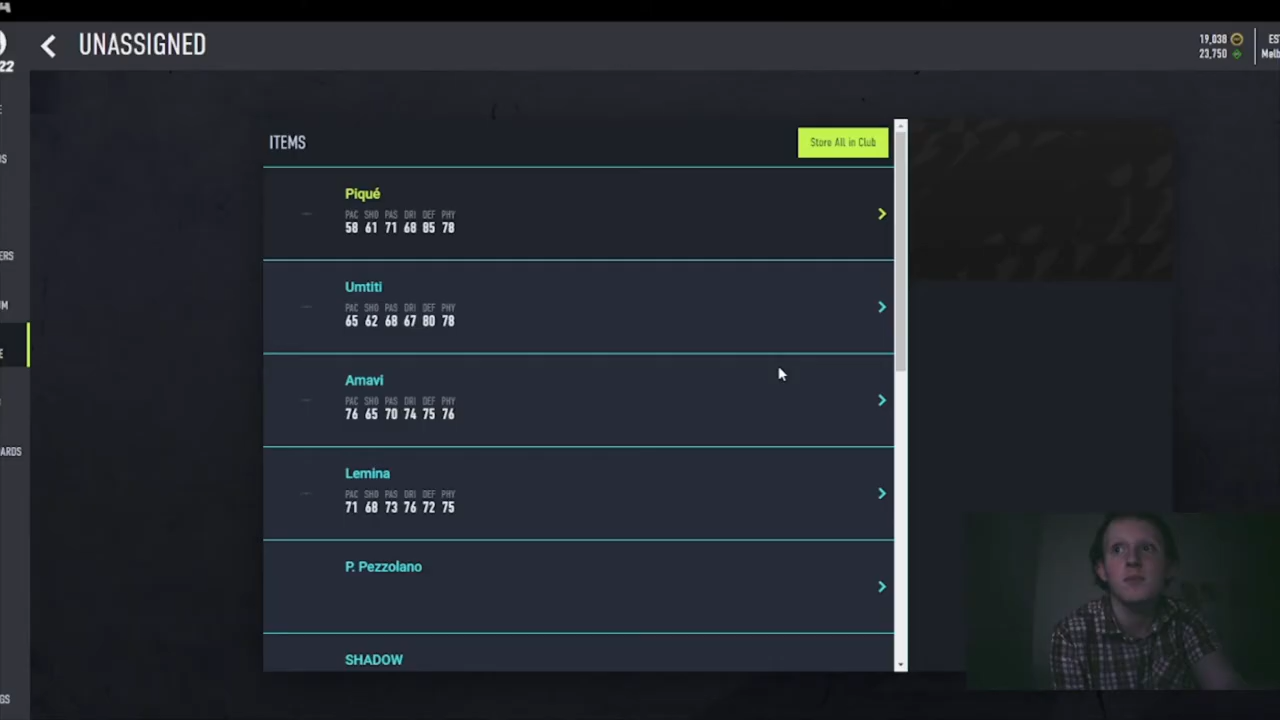 22
UNASSIGNED
19,038
23,750
ITEMS
Store All in Club
Piqué
PAC SHO PAS DRI DEF PHY
58 61 71 68 85 78
Umtiti
PAC SHO PAS DRI DEF PHY
65 62 68 67 80 78
Amavi
PAC SHO PAS DRI DEF PHY
76 65 70 74 75 76
Lemina
PAC SHO PAS DRI DEF PHY
71 68 73 76 72 75
P. Pezzolano
SHADOW